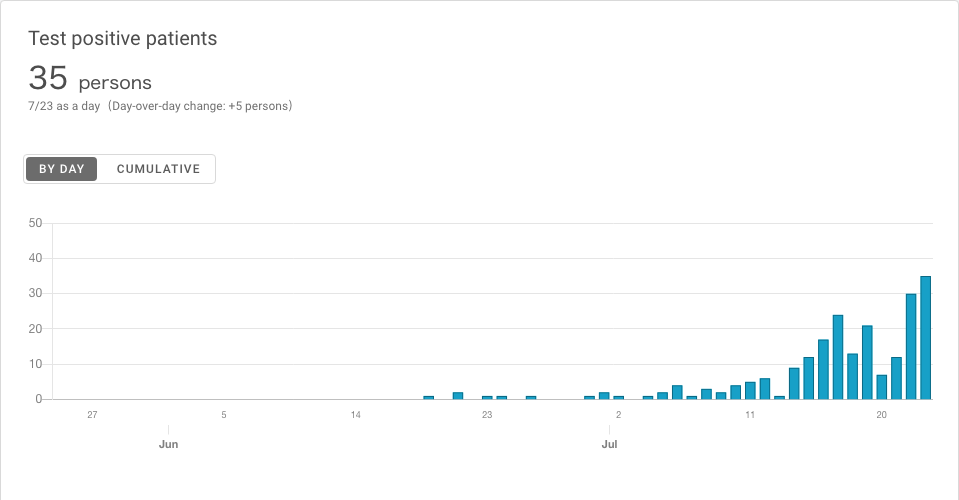 Test positive patients
35 persons
7/23 as a day（Day-over-day change: +5 persons）
BY DAY CUMULATIVE
50
40
30
20
10
0
27 5 14 23 2 11 20
Jun Jul